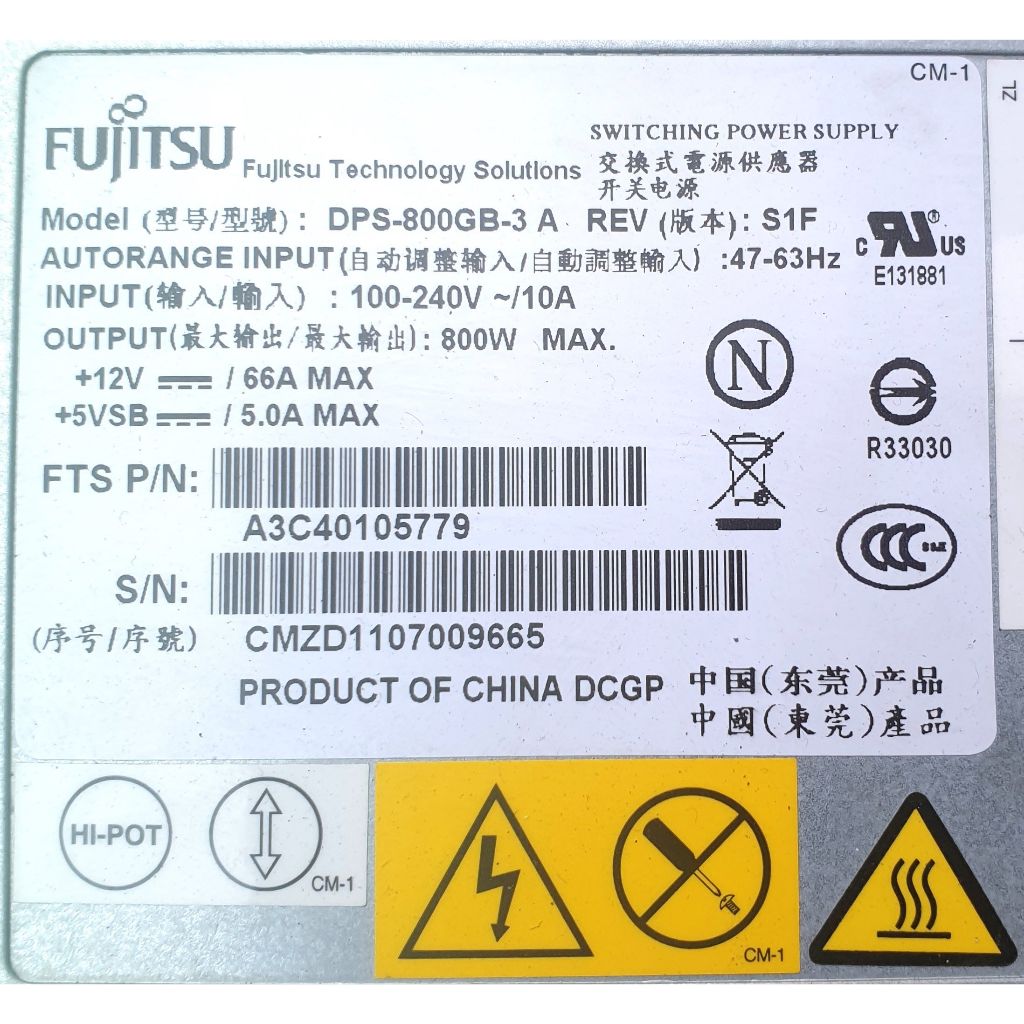 CM-1
ZL
FUJITSU Fujitsu Technology Solutions
SWITCHING POWER SUPPLY
交換式電源供應器
开关电源
Model (型号/型號) : DPS-800GB-3 A REV (版本): S1F
AUTORANGE INPUT(自动调整输入/自動調整輸入) :47-63Hz
INPUT(输入/輸入) : 100-240V ~/10A
OUTPUT(最大输出/最大輸出): 800W MAX.
+12V / 66A MAX
+5VSB / 5.0A MAX
c RU ® US
E131881
N
R33030
FTS P/N:
A3C40105779
CCC S&E
S/N:
(序号/序號) CMZD1107009665
PRODUCT OF CHINA DCGP
中国(东莞)产品
中國(東莞)產品
HI-POT
CM-1
CM-1